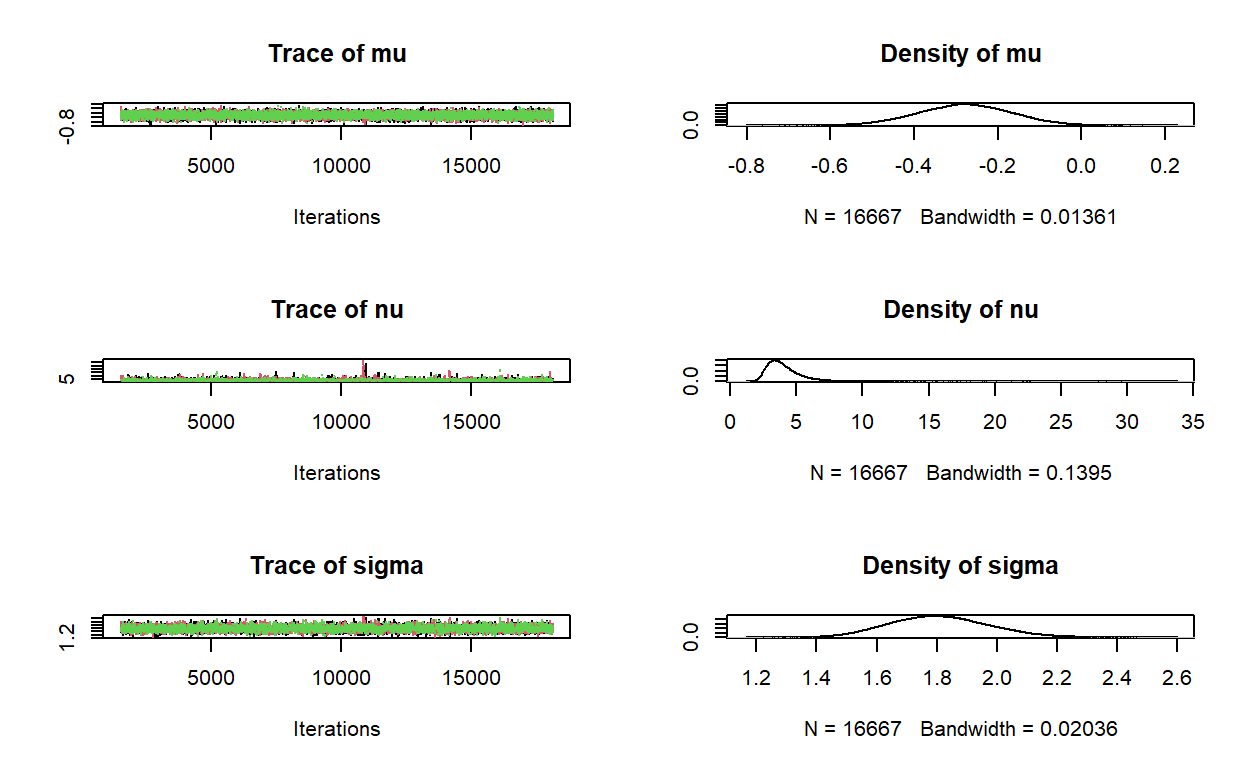 Trace of mu
-0.8
5000 10000 15000
Iterations
Density of mu
0.0
-0.8 -0.6 -0.4 -0.2 0.0 0.2
N = 16667 Bandwidth = 0.01361
Trace of nu
5
5000 10000 15000
Iterations
Density of nu
0.0
0 5 10 15 20 25 30 35
N = 16667 Bandwidth = 0.1395
Trace of sigma
1.2
5000 10000 15000
Iterations
Density of sigma
0.0
1.2 1.4 1.6 1.8 2.0 2.2 2.4 2.6
N = 16667 Bandwidth = 0.02036